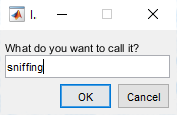 I.
What do you want to call it?
sniffing
OK
Cancel